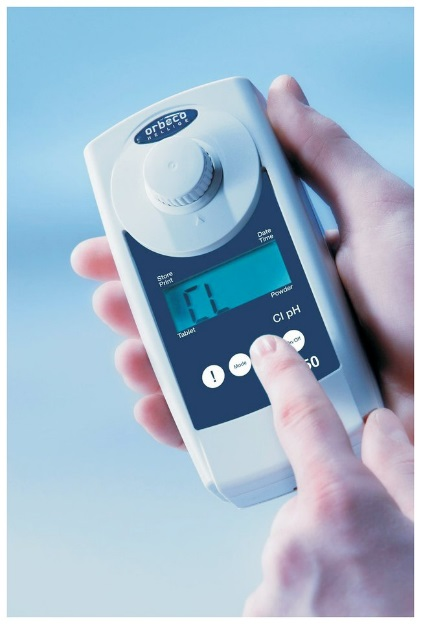 orbeco
HELLIGE
Store
Print
Date
Time
CL
Tablet
Powder
Cl pH
!
Mode
50